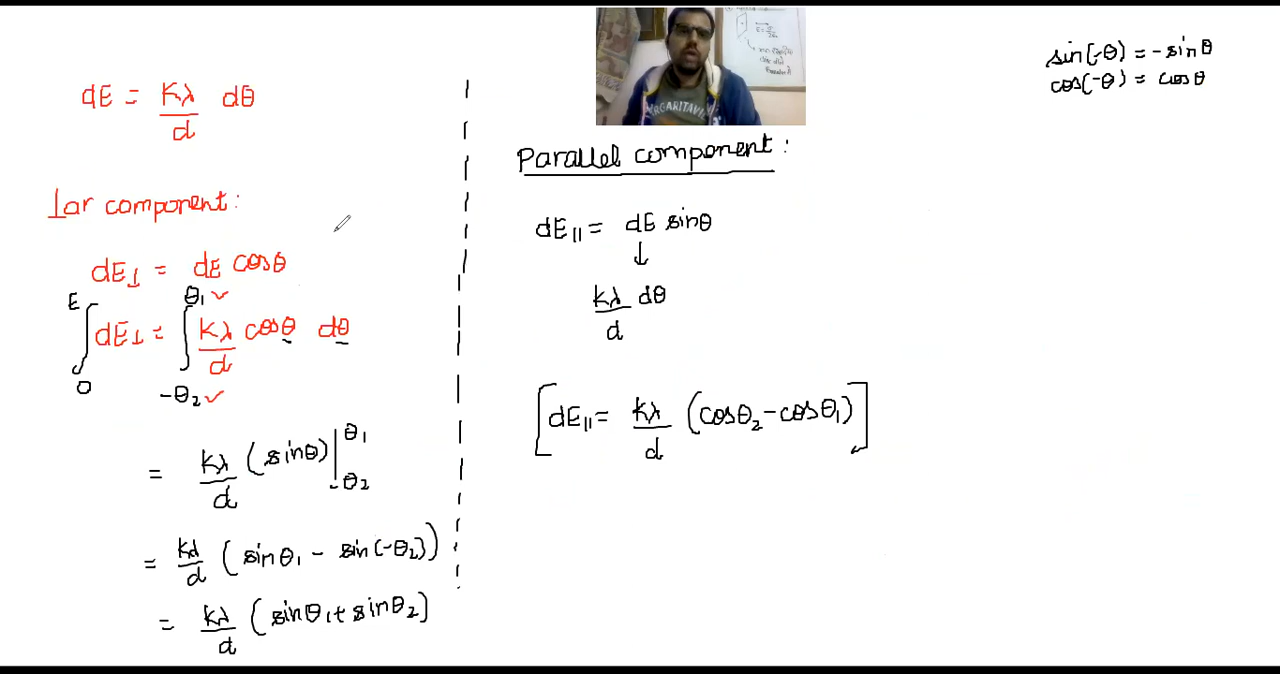 dE = Kλ/d dθ
⊥ar component:
dE⊥ = dE cosθ
∫₀ᴱ dE⊥ = ∫_{-θ₂}^{θ₁} Kλ/d cosθ dθ
= Kλ/d (sinθ)|_{-θ₂}^{θ₁}
= kλ/d (sinθ₁ - sin(-θ₂))
= kλ/d (sinθ₁ + sinθ₂)
ARGARITAVIL
Parallel component:
dE∥ = dE sinθ
↓
kλ/d dθ
[dE∥ = kλ/d (cosθ₂ - cosθ₁)]
sin(-θ) = -sinθ
cos(-θ) = cosθ